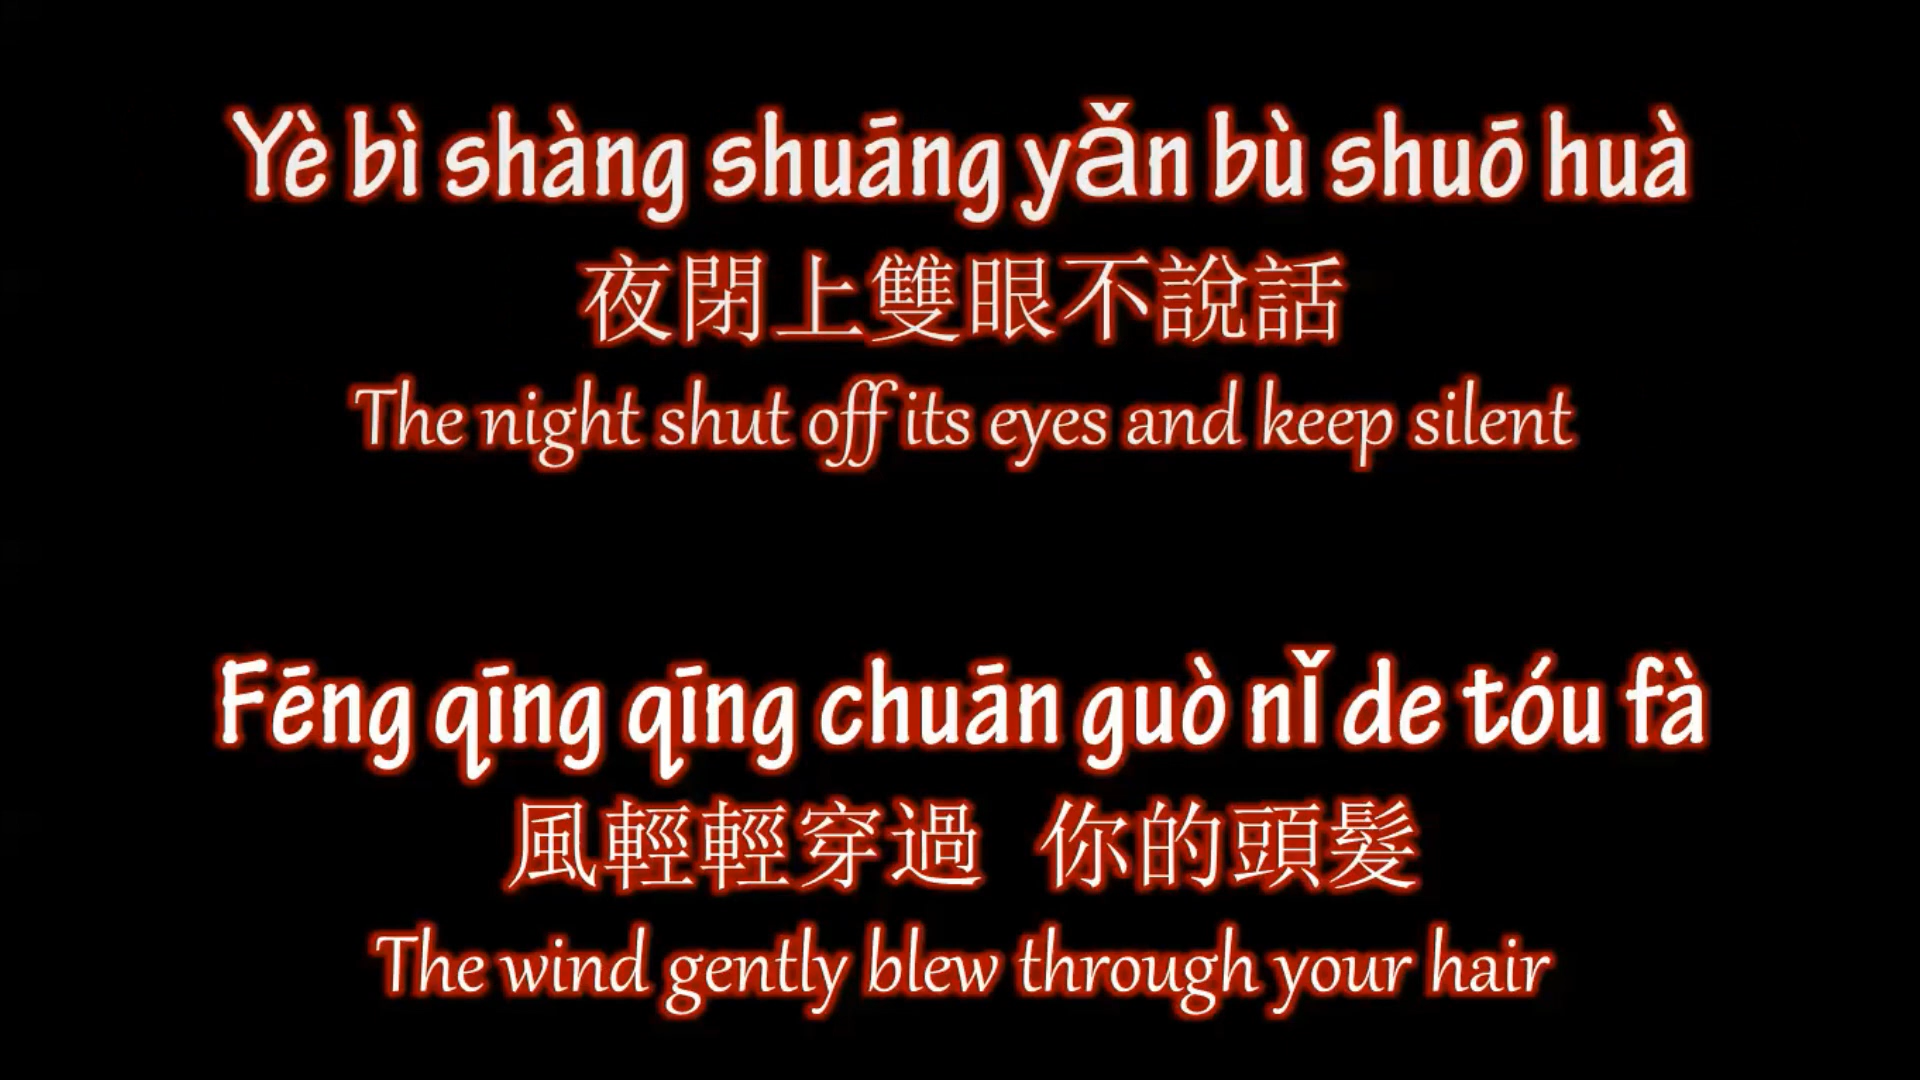 Yè bì shàng shuāng yǎn bù shuō huà
夜閉上雙眼不說話
The night shut off its eyes and keep silent
Fēng qīng qīng chuān guò nǐ de tóu fà
風輕輕穿過 你的頭髮
The wind gently blew through your hair